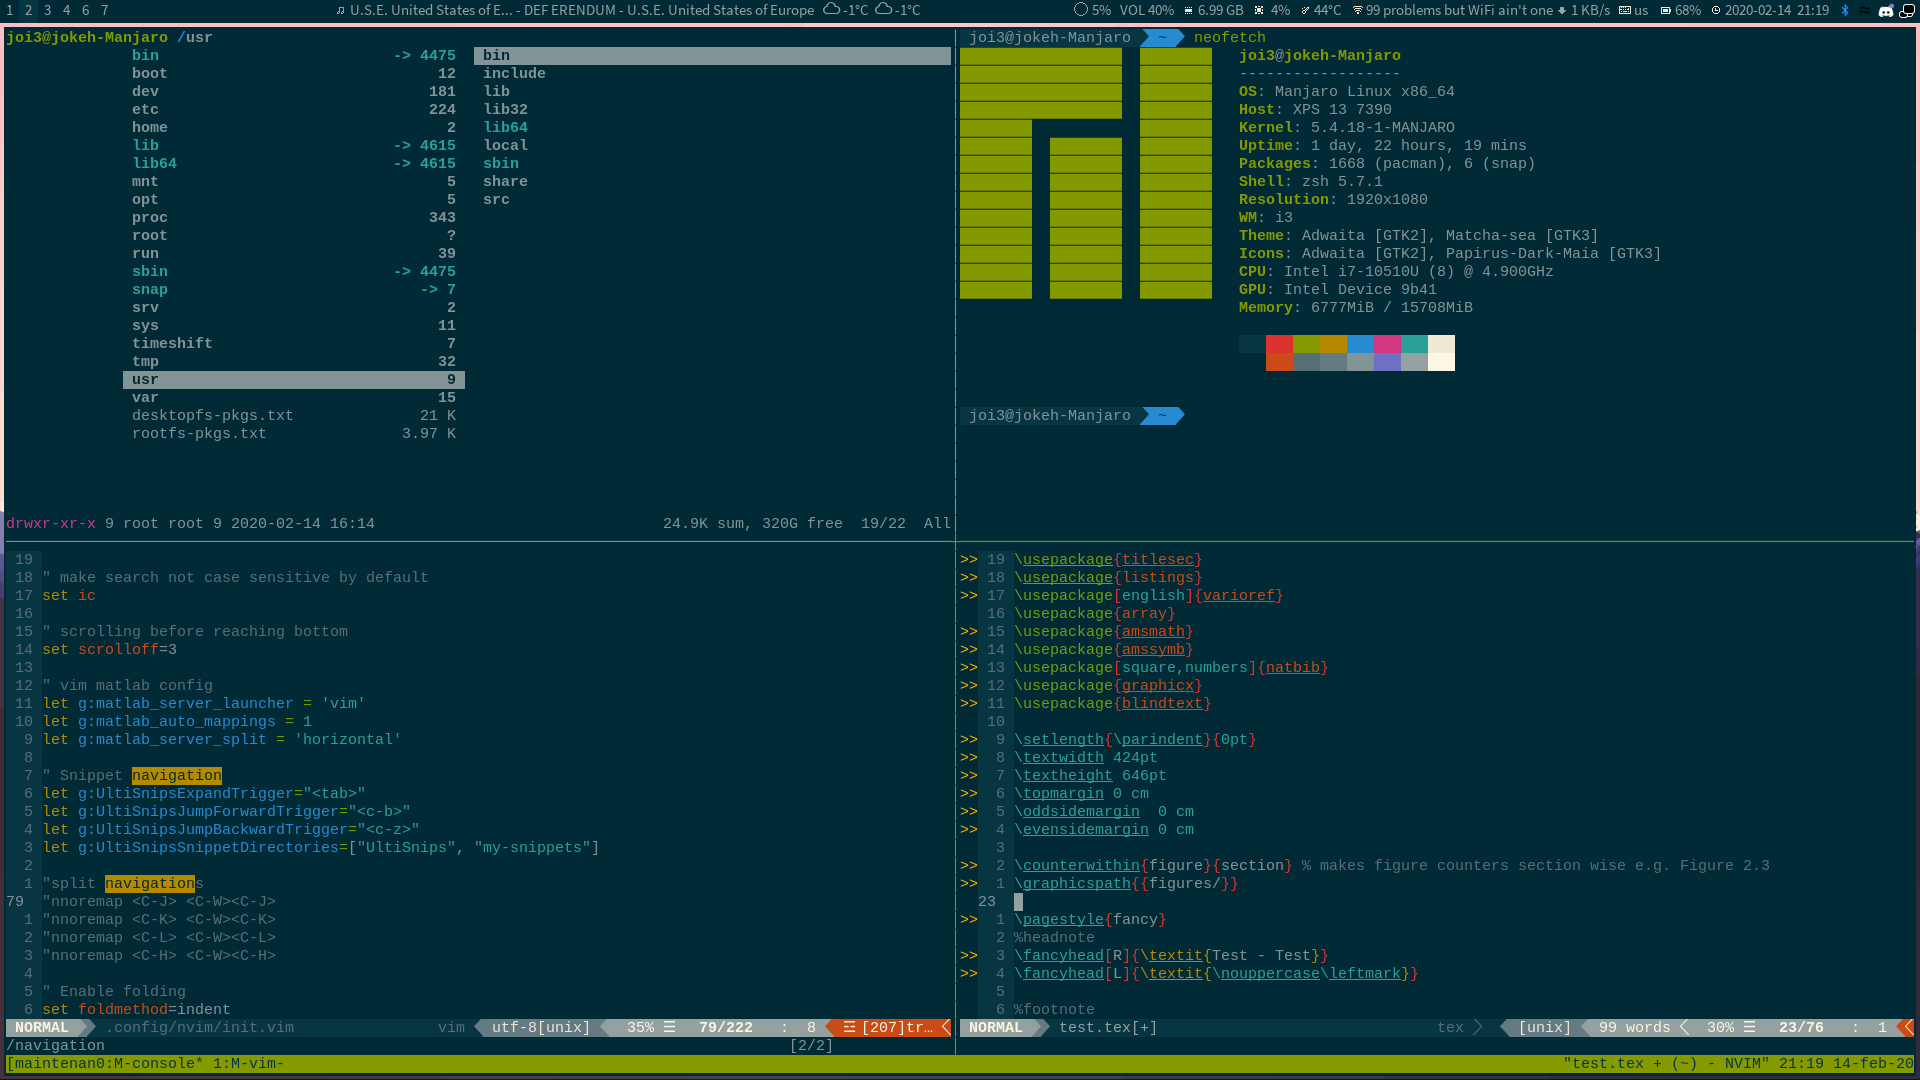 1 2 3 4 6 7
U.S.E. United States of E... - DEF ERENDUM - U.S.E. United States of Europe -1°C -1°C
5% VOL 40% 6.99 GB 4% 44°C 99 problems but WiFi ain't one 1 KB/s us 68% 2020-02-14 21:19
joi3@jokeh-Manjaro /usr
bin -> 4475
boot 12
dev 181
etc 224
home 2
lib -> 4615
lib64 -> 4615
mnt 5
opt 5
proc 343
root ?
run 39
sbin -> 4475
snap -> 7
srv 2
sys 11
timeshift 7
tmp 32
usr 9
var 15
desktopfs-pkgs.txt 21 K
rootfs-pkgs.txt 3.97 K
bin
include
lib
lib32
lib64
local
sbin
share
src
drwxr-xr-x 9 root root 9 2020-02-14 16:14 24.9K sum, 320G free 19/22 All
joi3@jokeh-Manjaro ~ neofetch
joi3@jokeh-Manjaro
------------------
OS: Manjaro Linux x86_64
Host: XPS 13 7390
Kernel: 5.4.18-1-MANJARO
Uptime: 1 day, 22 hours, 19 mins
Packages: 1668 (pacman), 6 (snap)
Shell: zsh 5.7.1
Resolution: 1920x1080
WM: i3
Theme: Adwaita [GTK2], Matcha-sea [GTK3]
Icons: Adwaita [GTK2], Papirus-Dark-Maia [GTK3]
CPU: Intel i7-10510U (8) @ 4.900GHz
GPU: Intel Device 9b41
Memory: 6777MiB / 15708MiB
joi3@jokeh-Manjaro ~
19
18 " make search not case sensitive by default
17 set ic
16
15 " scrolling before reaching bottom
14 set scrolloff=3
13
12 " vim matlab config
11 let g:matlab_server_launcher = 'vim'
10 let g:matlab_auto_mappings = 1
9 let g:matlab_server_split = 'horizontal'
8
7 " Snippet navigation
6 let g:UltiSnipsExpandTrigger="<tab>"
5 let g:UltiSnipsJumpForwardTrigger="<c-b>"
4 let g:UltiSnipsJumpBackwardTrigger="<c-z>"
3 let g:UltiSnipsSnippetDirectories=["UltiSnips", "my-snippets"]
2
1 "split navigations
79 "nnoremap <C-J> <C-W><C-J>
1 "nnoremap <C-K> <C-W><C-K>
2 "nnoremap <C-L> <C-W><C-L>
3 "nnoremap <C-H> <C-W><C-H>
4
5 " Enable folding
6 set foldmethod=indent
NORMAL .config/nvim/init.vim vim utf-8[unix] 35% ☰ 79/222 : 8 ☲ [207]tr…
/navigation [2/2]
>> 19 \usepackage{titlesec}
>> 18 \usepackage{listings}
>> 17 \usepackage[english]{varioref}
16 \usepackage{array}
>> 15 \usepackage{amsmath}
>> 14 \usepackage{amssymb}
>> 13 \usepackage[square,numbers]{natbib}
>> 12 \usepackage{graphicx}
>> 11 \usepackage{blindtext}
10
>> 9 \setlength{\parindent}{0pt}
>> 8 \textwidth 424pt
>> 7 \textheight 646pt
>> 6 \topmargin 0 cm
>> 5 \oddsidemargin  0 cm
>> 4 \evensidemargin 0 cm
3
>> 2 \counterwithin{figure}{section} % makes figure counters section wise e.g. Figure 2.3
>> 1 \graphicspath{{figures/}}
23
>> 1 \pagestyle{fancy}
2 %headnote
>> 3 \fancyhead[R]{\textit{Test - Test}}
>> 4 \fancyhead[L]{\textit{\nouppercase\leftmark}}
5
6 %footnote
NORMAL test.tex[+] tex [unix] 99 words 30% ☰ 23/76 : 1
[maintenan0:M-console* 1:M-vim- "test.tex + (~) - NVIM" 21:19 14-feb-20